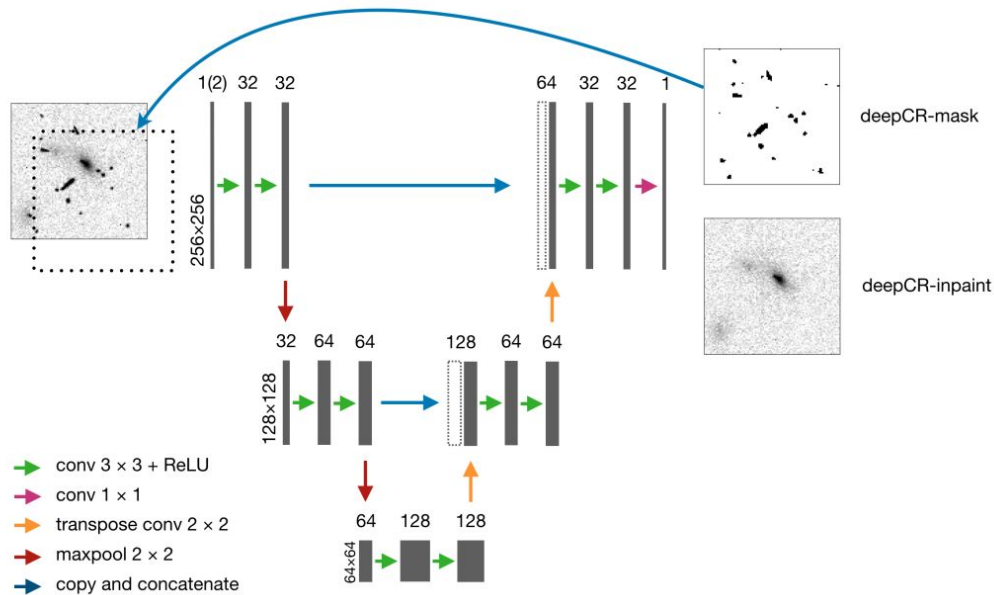 1(2) 32 32
64 32 32 1
256×256
deepCR-mask
deepCR-inpaint
32 64 64
128 64 64
128×128
64 128 128
64×64
conv 3 × 3 + ReLU
conv 1 × 1
transpose conv 2 × 2
maxpool 2 × 2
copy and concatenate